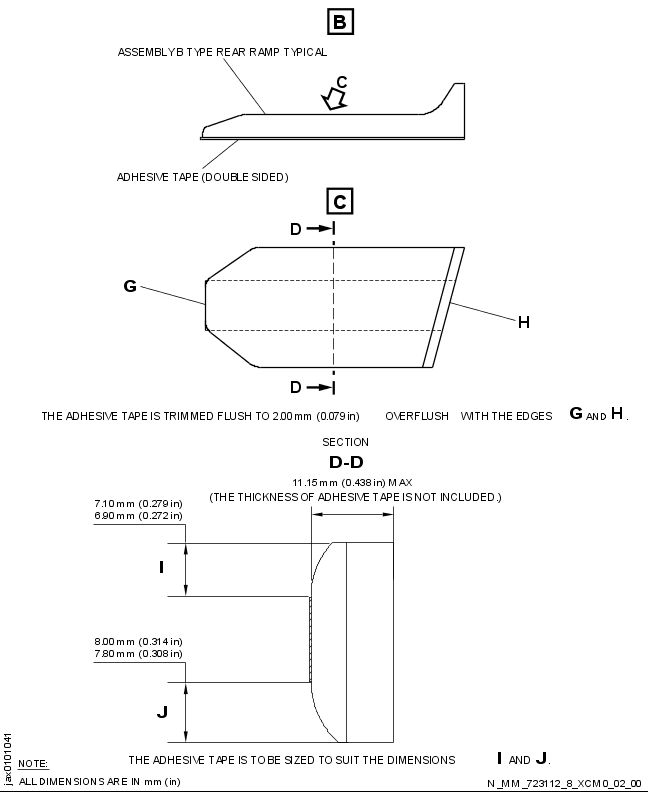 B
ASSEMBLY B TYPE REAR RAMP TYPICAL
C
ADHESIVE TAPE (DOUBLE SIDED)
C
D
G
H
D
THE ADHESIVE TAPE IS TRIMMED FLUSH TO 2.00 mm (0.079 in) OVERFLUSH WITH THE EDGES G AND H.
SECTION
D-D
11.15 mm (0.438 in) MAX
(THE THICKNESS OF ADHESIVE TAPE IS NOT INCLUDED.)
7.10 mm (0.279 in)
6.90 mm (0.272 in)
I
8.00 mm (0.314 in)
7.80 mm (0.308 in)
J
THE ADHESIVE TAPE IS TO BE SIZED TO SUIT THE DIMENSIONS I AND J.
jax0101041
NOTE:
ALL DIMENSIONS ARE IN mm (in)
N_MM_723112_8_XCM0_02_00